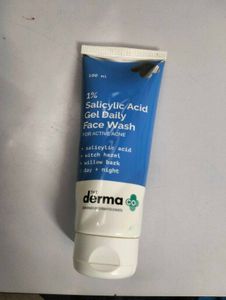 100 ml
1%
Salicylic Acid
Gel Daily
Face Wash
FOR ACTIVE ACNE
• salicylic acid
• witch hazel
• willow bark
• day + night
derma co